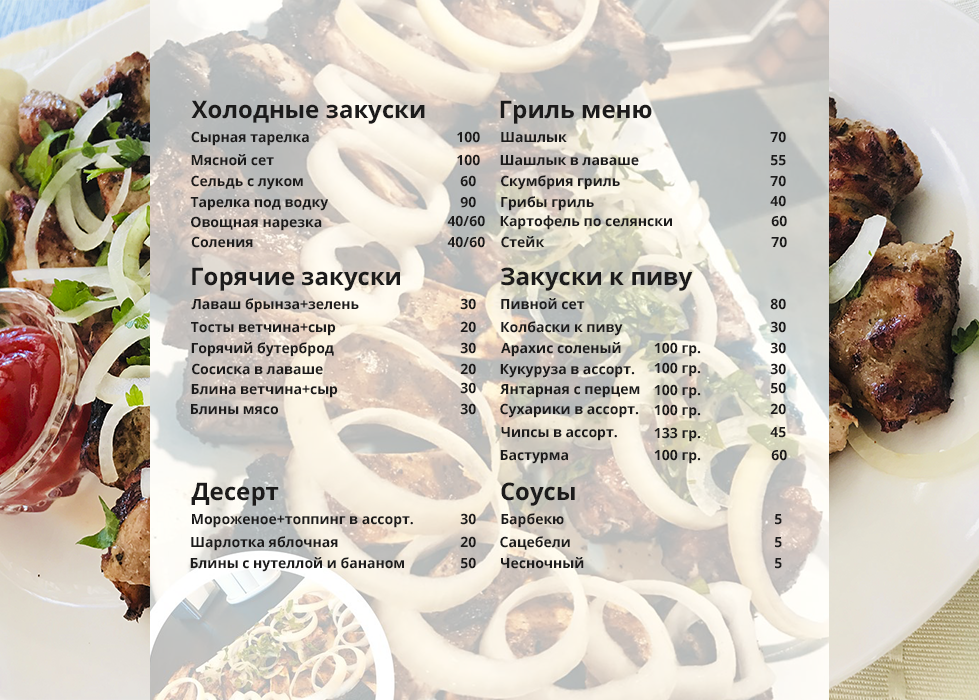 Холодные закуски
Сырная тарелка 100
Мясной сет 100
Сельдь с луком 60
Тарелка под водку 90
Овощная нарезка 40/60
Соления 40/60
Горячие закуски
Лаваш брынза+зелень 30
Тосты ветчина+сыр 20
Горячий бутерброд 30
Сосиска в лаваше 20
Блина ветчина+сыр 30
Блины мясо 30
Десерт
Мороженое+топпинг в ассорт. 30
Шарлотка яблочная 20
Блины с нутеллой и бананом 50
Гриль меню
Шашлык 70
Шашлык в лаваше 55
Скумбрия гриль 70
Грибы гриль 40
Картофель по селянски 60
Стейк 70
Закуски к пиву
Пивной сет 80
Колбаски к пиву 30
Арахис соленый 100 гр. 30
Кукуруза в ассорт. 100 гр. 30
Янтарная с перцем 100 гр. 50
Сухарики в ассорт. 100 гр. 20
Чипсы в ассорт. 133 гр. 45
Бастурма 100 гр. 60
Соусы
Барбекю 5
Сацебели 5
Чесночный 5